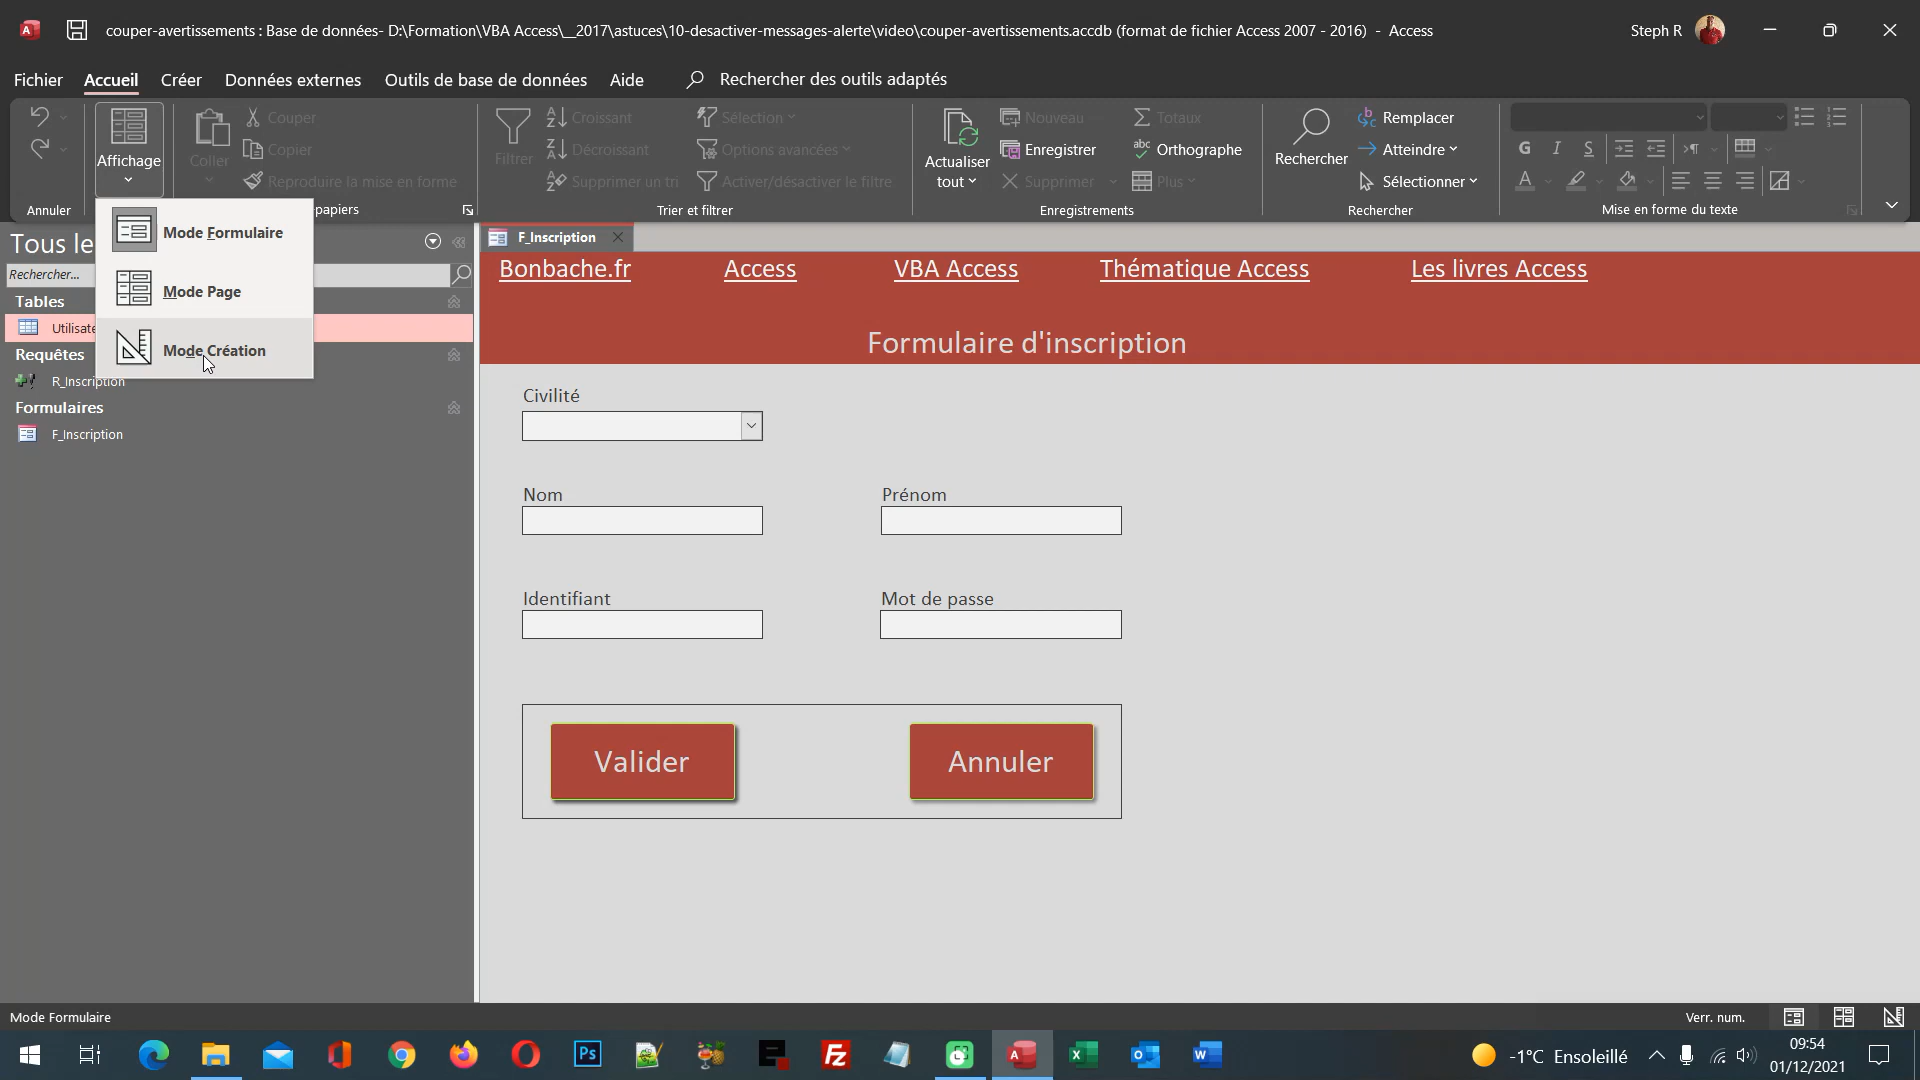 couper-avertissements : Base de données- D:\Formation\VBA Access\__2017\astuces\10-desactiver-messages-alerte\video\couper-avertissements.accdb (format de fichier Access 2007 - 2016) - Access
Steph R
Fichier Accueil Créer Données externes Outils de base de données Aide Rechercher des outils adaptés
Affichage
Coller
Couper
Copier
Reproduire la mise en forme
Filtrer
Croissant
Décroissant
Supprimer un tri
Sélection
Options avancées
Activer/désactiver le filtre
Actualiser
tout
Nouveau
Enregistrer
Supprimer
Totaux
Orthographe
Plus
Rechercher
Remplacer
Atteindre
Sélectionner
G I S
Annuler
-papiers
Trier et filtrer
Enregistrements
Rechercher
Mise en forme du texte
Mode Formulaire
Mode Page
Mode Création
Tous le
Rechercher...
Tables
Utilisate
Requêtes
R_Inscription
Formulaires
F_Inscription
F_Inscription
Bonbache.fr Access VBA Access Thématique Access Les livres Access
Formulaire d'inscription
Civilité
Nom Prénom
Identifiant Mot de passe
Valider Annuler
Mode Formulaire
Verr. num.
-1°C Ensoleillé
09:54
01/12/2021